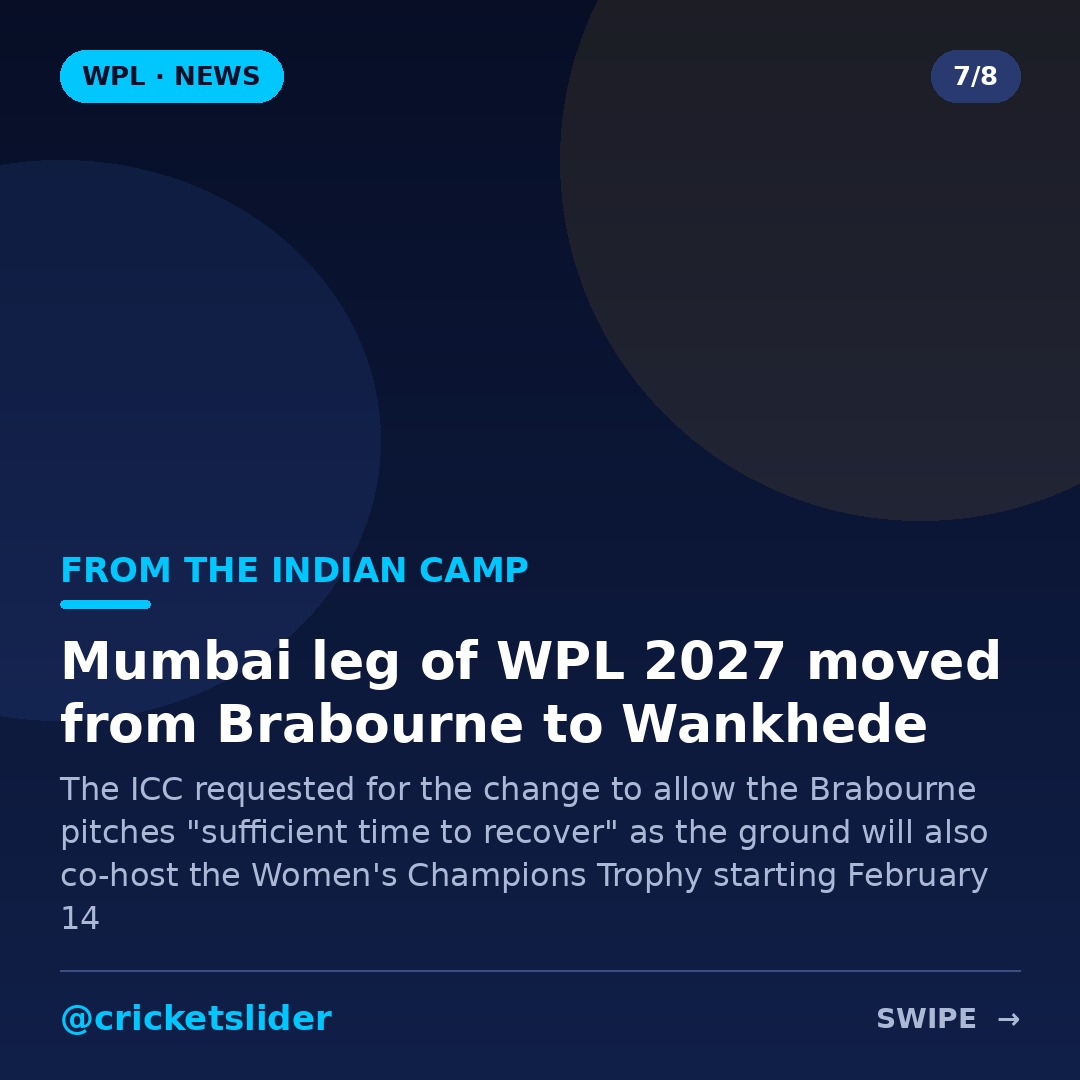 WPL · NEWS
7/8
FROM THE INDIAN CAMP
Mumbai leg of WPL 2027 moved
from Brabourne to Wankhede
The ICC requested for the change to allow the Brabourne
pitches "sufficient time to recover" as the ground will also
co-host the Women's Champions Trophy starting February
14
@cricketslider
SWIPE →